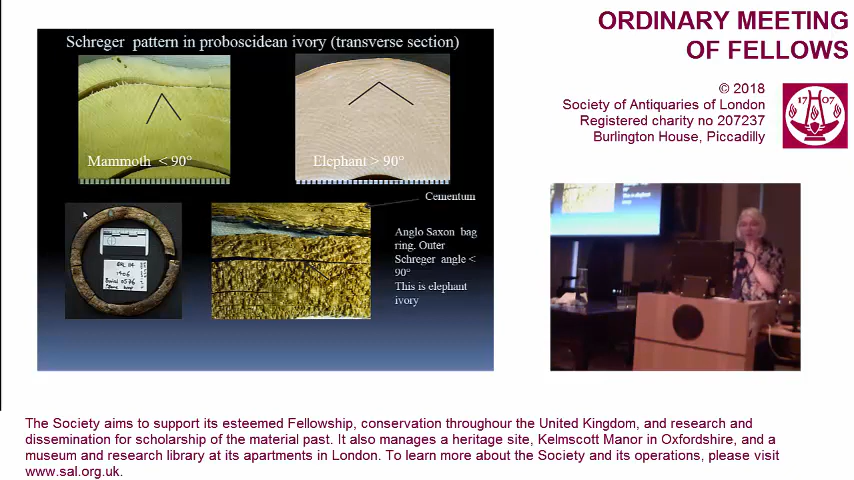 ORDINARY MEETING
OF FELLOWS
© 2018
Society of Antiquaries of London
Registered charity no 207237
Burlington House, Piccadilly
17 07
Schreger pattern in proboscidean ivory (transverse section)
Mammoth < 90°
Elephant > 90°
Cementum
Anglo Saxon bag
ring. Outer
Schreger angle <
90°
This is elephant
ivory
The Society aims to support its esteemed Fellowship, conservation throughour the United Kingdom, and research and
dissemination for scholarship of the material past. It also manages a heritage site, Kelmscott Manor in Oxfordshire, and a
museum and research library at its apartments in London. To learn more about the Society and its operations, please visit
www.sal.org.uk.